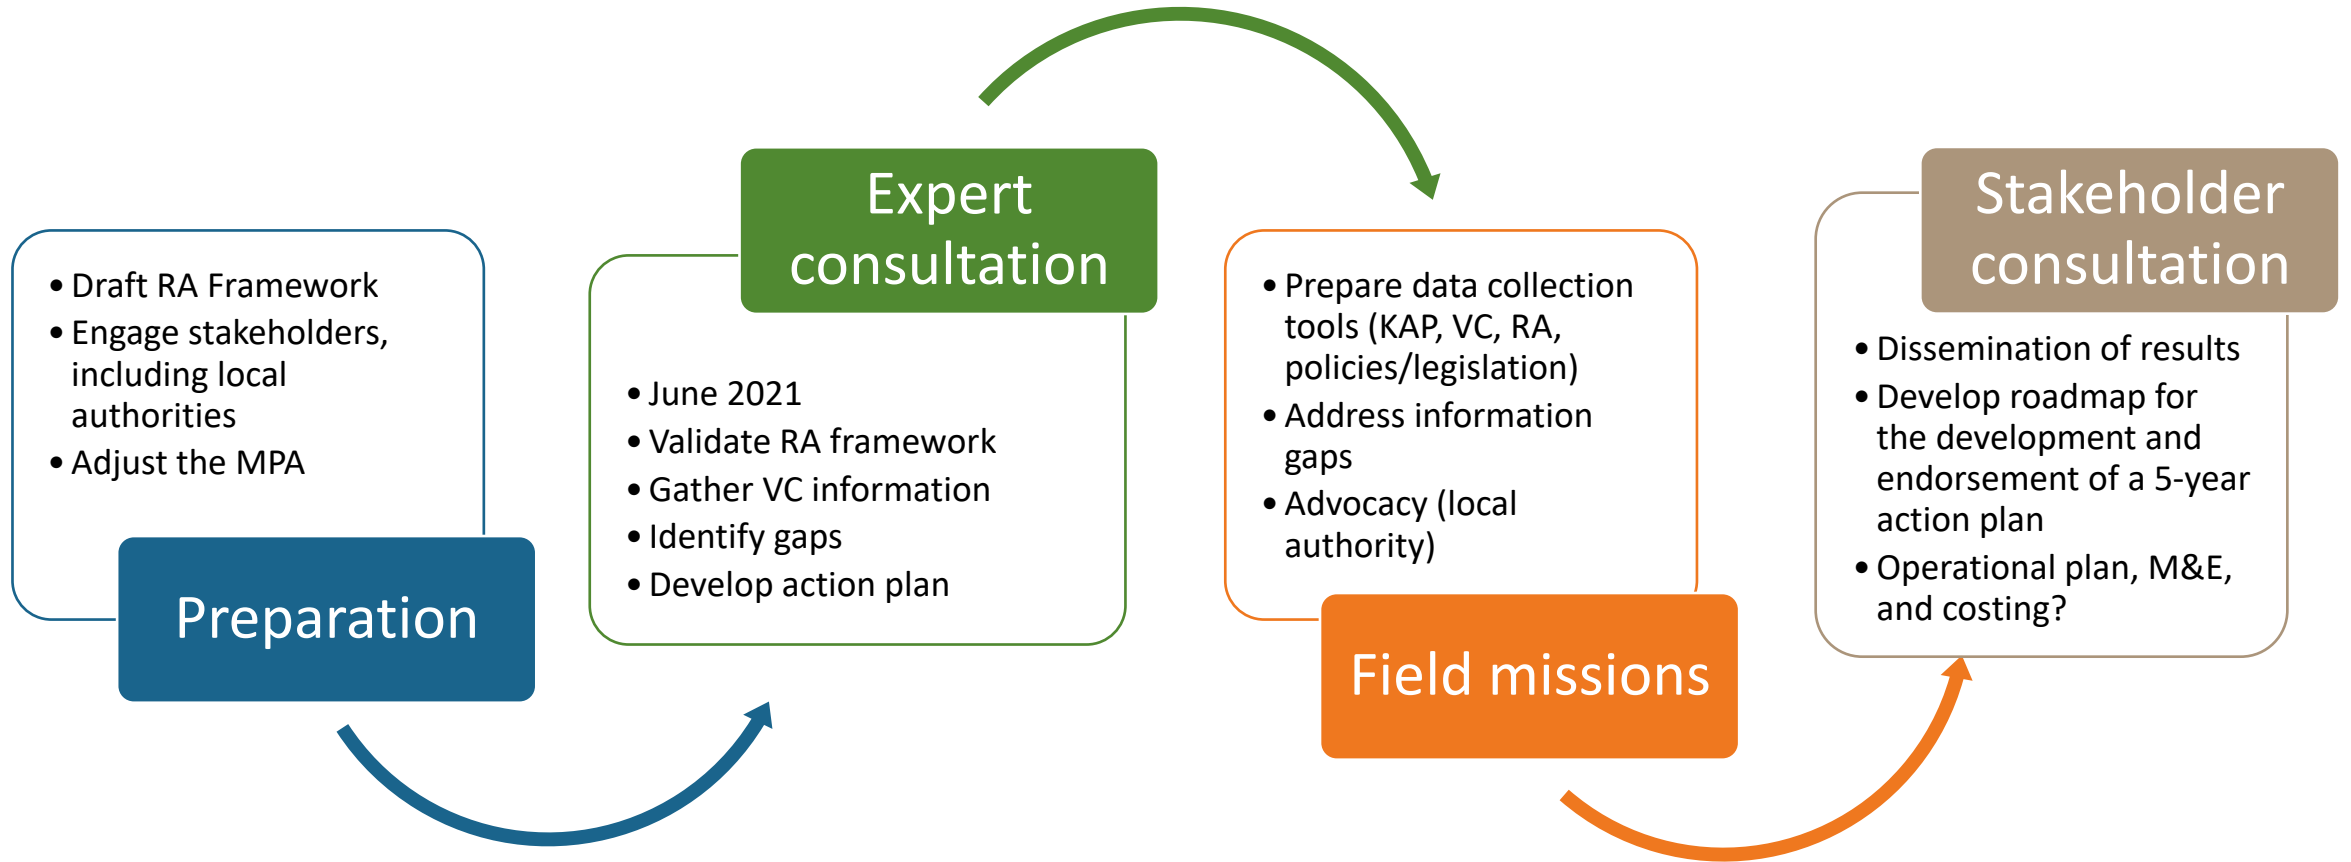 • Draft RA Framework
• Engage stakeholders,
including local
authorities
• Adjust the MPA
Preparation
Expert
consultation
• June 2021
• Validate RA framework
• Gather VC information
• Identify gaps
• Develop action plan
• Prepare data collection
tools (KAP, VC, RA,
policies/legislation)
• Address information
gaps
• Advocacy (local
authority)
Field missions
Stakeholder
consultation
• Dissemination of results
• Develop roadmap for
the development and
endorsement of a 5-year
action plan
• Operational plan, M&E,
and costing?